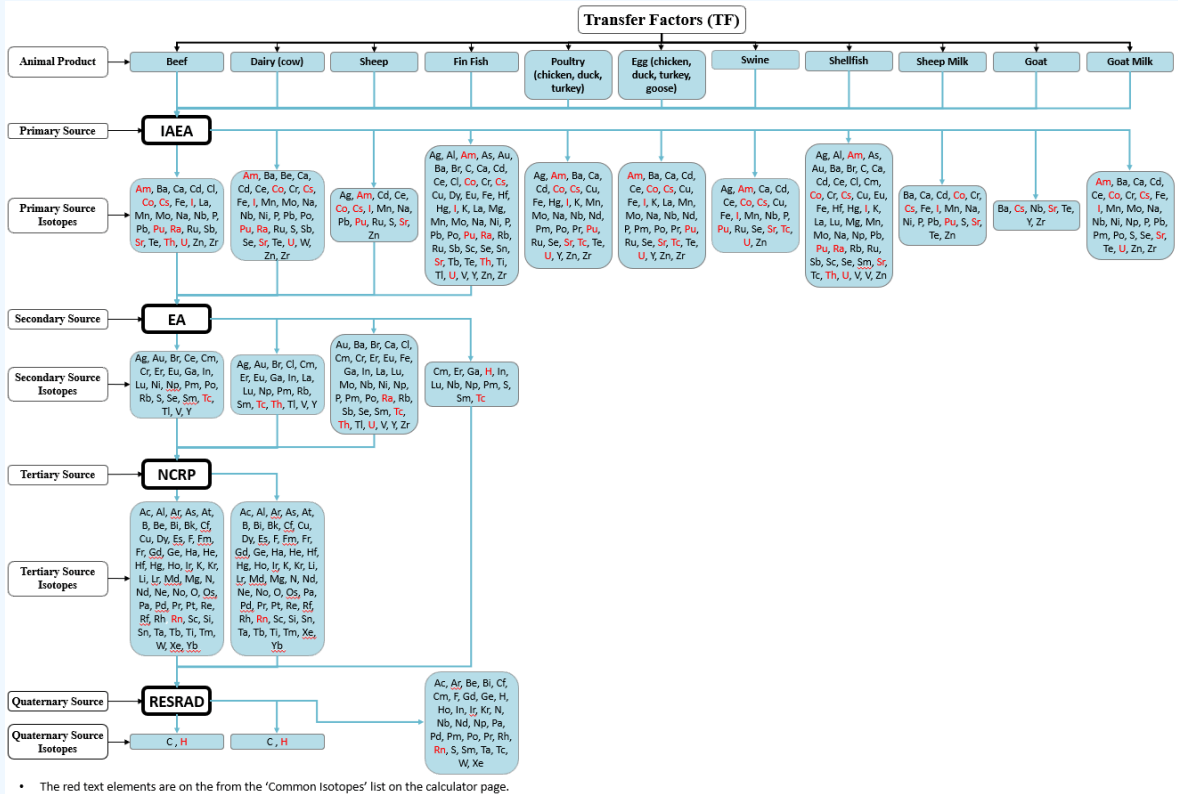 Transfer Factors (TF)
Animal Product
Beef
Dairy (cow)
Sheep
Fin Fish
Poultry
(chicken, duck,
turkey)
Egg (chicken,
duck, turkey,
goose)
Swine
Shellfish
Sheep Milk
Goat
Goat Milk
Primary Source
IAEA
Primary Source
Isotopes
Am, Ba, Ca, Cd, Cl,
Co, Cs, Fe, I, La,
Mn, Mo, Na, Nb, P,
Pb, Pu, Ra, Ru, Sb,
Sr, Te, Th, U, Zn, Zr
Am, Ba, Be, Ca,
Cd, Ce, Co, Cr, Cs,
Fe, I, Mn, Mo, Na,
Nb, Ni, P, Pb, Po,
Pu, Ra, Ru, S, Sb,
Se, Sr, Te, U, W,
Zn, Zr
Ag, Am, Cd, Ce,
Co, Cs, I, Mn, Na,
Pb, Pu, Ru, S, Sr,
Zn
Ag, Al, Am, As, Au,
Ba, Br, C, Ca, Cd,
Ce, Cl, Co, Cr, Cs,
Cu, Dy, Eu, Fe, Hf,
Hg, I, K, La, Mg,
Mn, Mo, Na, Ni, P,
Pb, Po, Pu, Ra, Rb,
Ru, Sb, Sc, Se, Sn,
Sr, Tb, Te, Th, Ti,
Tl, U, V, Y, Zn, Zr
Ag, Am, Ba, Ca,
Cd, Co, Cs, Cu,
Fe, Hg, I, K, Mn,
Mo, Na, Nb, Nd,
Pm, Po, Pr, Pu,
Ru, Se, Sr, Tc, Te,
U, Y, Zn, Zr
Am, Ba, Ca, Cd,
Ce, Co, Cs, Cu,
Fe, I, K, La, Mn,
Mo, Na, Nb, Nd,
P, Pm, Po, Pr, Pu,
Ru, Se, Sr, Tc, Te,
U, Y, Zn, Zr
Ag, Am, Ca, Cd,
Ce, Co, Cs, Cu,
Fe, I, Mn, Nb, P,
Pu, Ru, Se, Sr, Tc,
U, Zn
Ag, Al, Am, As,
Au, Ba, Br, C, Ca,
Cd, Ce, Cl, Cm,
Co, Cr, Cs, Cu, Eu,
Fe, Hf, Hg, I, K,
La, Lu, Mg, Mn,
Mo, Na, Np, Pb,
Pu, Ra, Rb, Ru,
Sb, Sc, Se, Sm, Sr,
Tc, Th, U, V, V, Zn
Ba, Ca, Cd, Co, Cr,
Cs, Fe, I, Mn, Na,
Ni, P, Pb, Pu, S, Sr,
Te, Zn
Ba, Cs, Nb, Sr, Te,
Y, Zr
Am, Ba, Ca, Cd,
Ce, Co, Cr, Cs, Fe,
I, Mn, Mo, Na,
Nb, Ni, Np, P, Pb,
Pm, Po, S, Se, Sr,
Te, U, Zn, Zr
Secondary Source
EA
Secondary Source
Isotopes
Ag, Au, Br, Ce, Cm,
Cr, Er, Eu, Ga, In,
Lu, Ni, Np, Pm, Po,
Rb, S, Se, Sm, Tc,
Tl, V, Y
Ag, Au, Br, Cl, Cm,
Er, Eu, Ga, In, La,
Lu, Np, Pm, Rb,
Sm, Tc, Th, Tl, V, Y
Au, Ba, Br, Ca, Cl,
Cm, Cr, Er, Eu, Fe,
Ga, In, La, Lu,
Mo, Nb, Ni, Np,
P, Pm, Po, Ra, Rb,
Sb, Se, Sm, Tc,
Th, Tl, U, V, Y, Zr
Cm, Er, Ga, H, In,
Lu, Nb, Np, Pm, S,
Sm, Tc
Tertiary Source
NCRP
Tertiary Source
Isotopes
Ac, Al, Ar, As, At,
B, Be, Bi, Bk, Cf,
Cu, Dy, Es, F, Fm,
Fr, Gd, Ge, Ha, He,
Hf, Hg, Ho, Ir, K, Kr,
Li, Lr, Md, Mg, N,
Nd, Ne, No, O, Os,
Pa, Pd, Pr, Pt, Re,
Rf, Rh Rn, Sc, Si,
Sn, Ta, Tb, Ti, Tm,
W, Xe, Yb
Ac, Al, Ar, As, At,
B, Bi, Bk, Cf, Cu,
Dy, Es, F, Fm, Fr,
Gd, Ge, Ha, He, Hf,
Hg, Ho, Ir, K, Kr, Li,
Lr, Md, Mg, N, Nd,
Ne, No, O, Os, Pa,
Pd, Pr, Pt, Re, Rf,
Rh, Rn, Sc, Si, Sn,
Ta, Tb, Ti, Tm, Xe,
Yb
Quaternary Source
RESRAD
Quaternary Source
Isotopes
C , H
C , H
Ac, Ar, Be, Bi, Cf,
Cm, F, Gd, Ge, H,
Ho, In, Ir, Kr, N,
Nb, Nd, Np, Pa,
Pd, Pm, Po, Pr, Rh,
Rn, S, Sm, Ta, Tc,
W, Xe
• The red text elements are on the from the ‘Common Isotopes’ list on the calculator page.